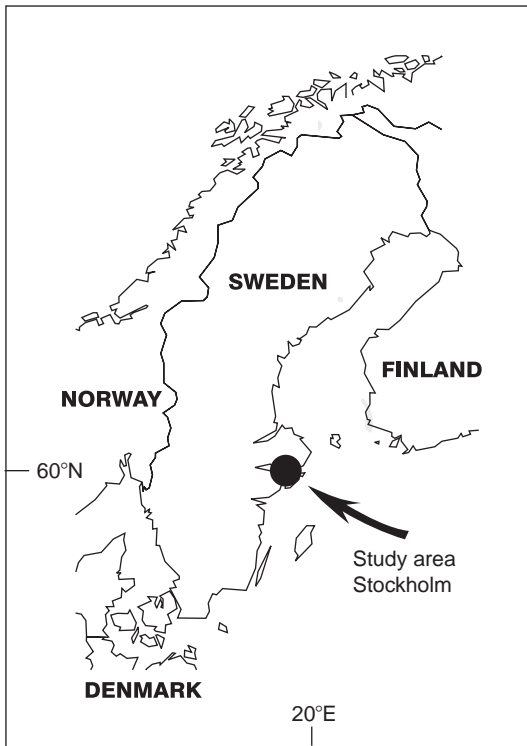 SWEDEN
FINLAND
NORWAY
60°N
Study area
Stockholm
DENMARK
20°E